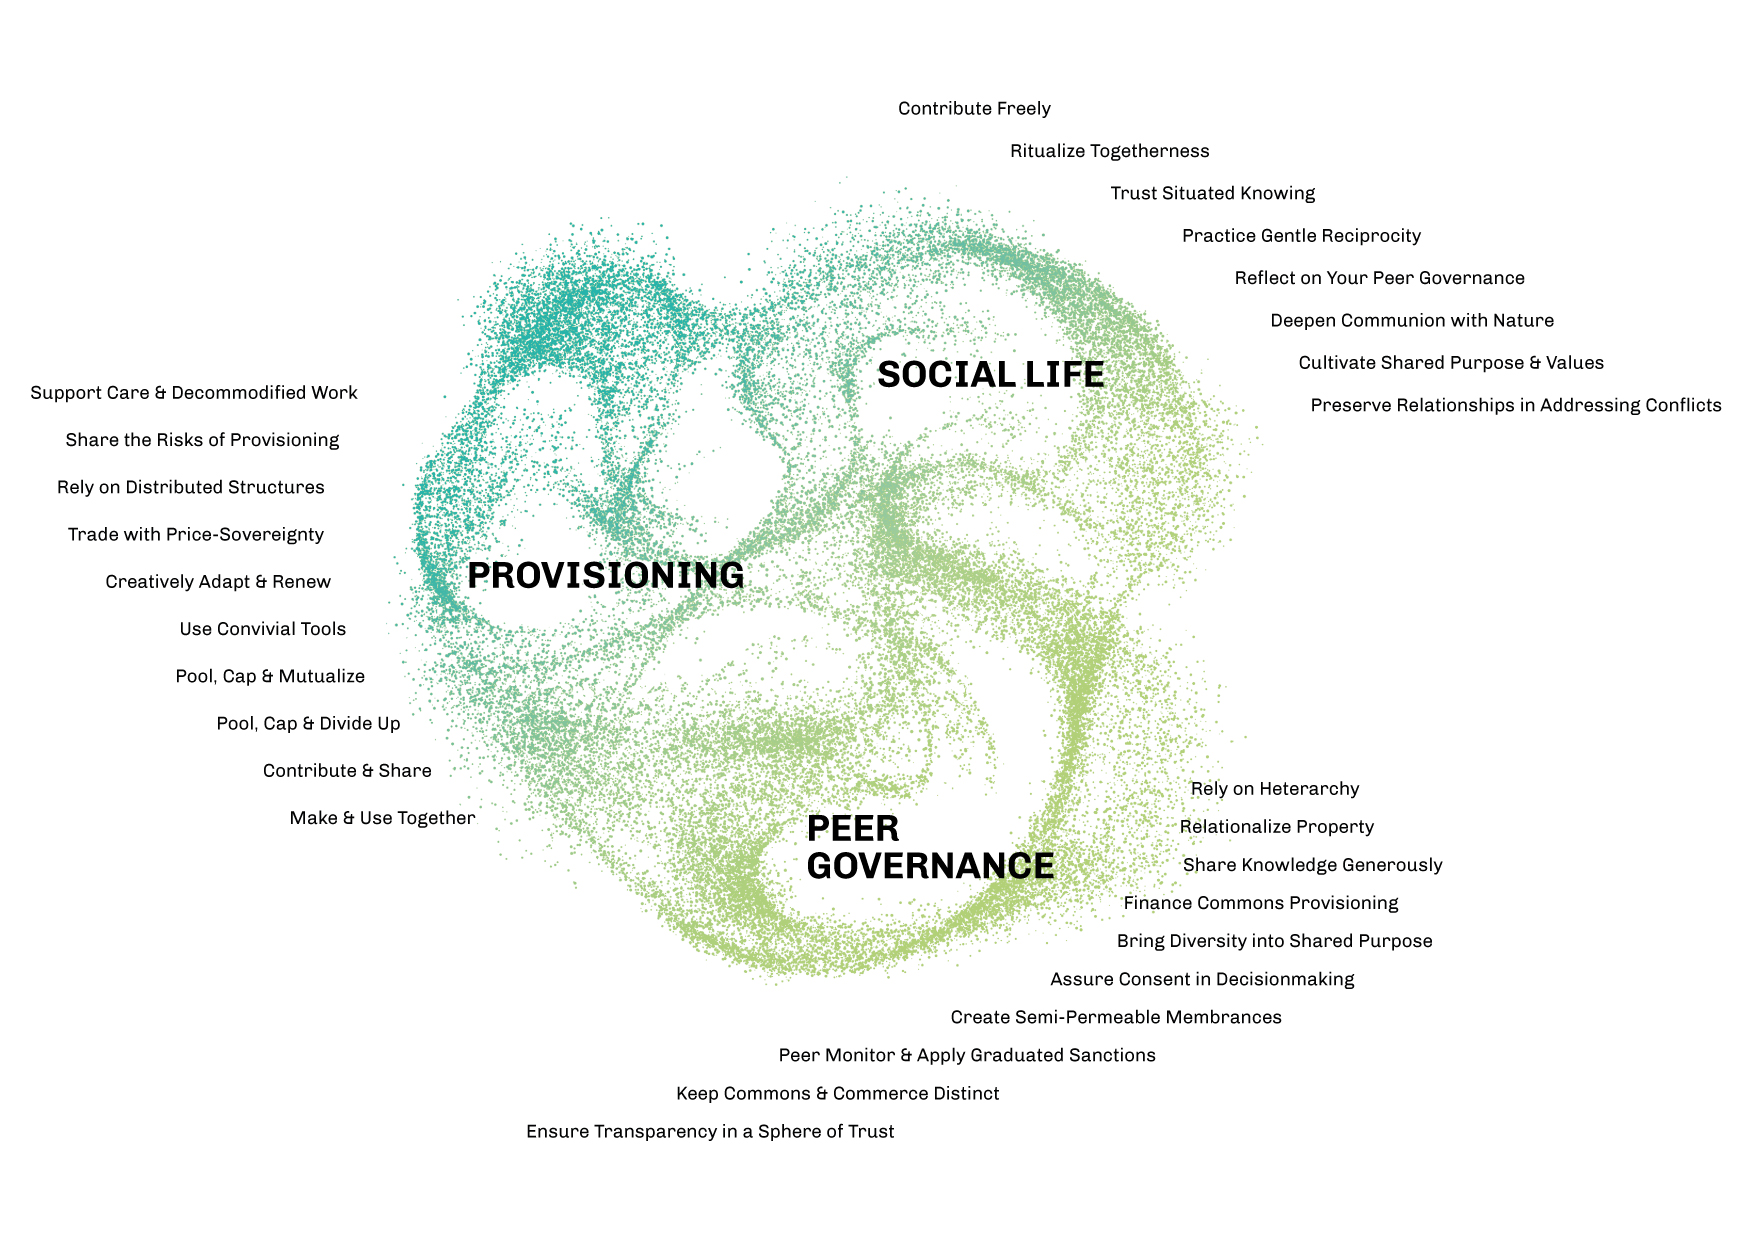 Contribute Freely
Ritualize Togetherness
Trust Situated Knowing
Practice Gentle Reciprocity
Reflect on Your Peer Governance
Deepen Communion with Nature
Cultivate Shared Purpose & Values
Preserve Relationships in Addressing Conflicts
SOCIAL LIFE
Support Care & Decommodified Work
Share the Risks of Provisioning
Rely on Distributed Structures
Trade with Price-Sovereignty
Creatively Adapt & Renew
Use Convivial Tools
Pool, Cap & Mutualize
Pool, Cap & Divide Up
Contribute & Share
Make & Use Together
PROVISIONING
PEER
GOVERNANCE
Rely on Heterarchy
Relationalize Property
Share Knowledge Generously
Finance Commons Provisioning
Bring Diversity into Shared Purpose
Assure Consent in Decisionmaking
Create Semi-Permeable Membrances
Peer Monitor & Apply Graduated Sanctions
Keep Commons & Commerce Distinct
Ensure Transparency in a Sphere of Trust